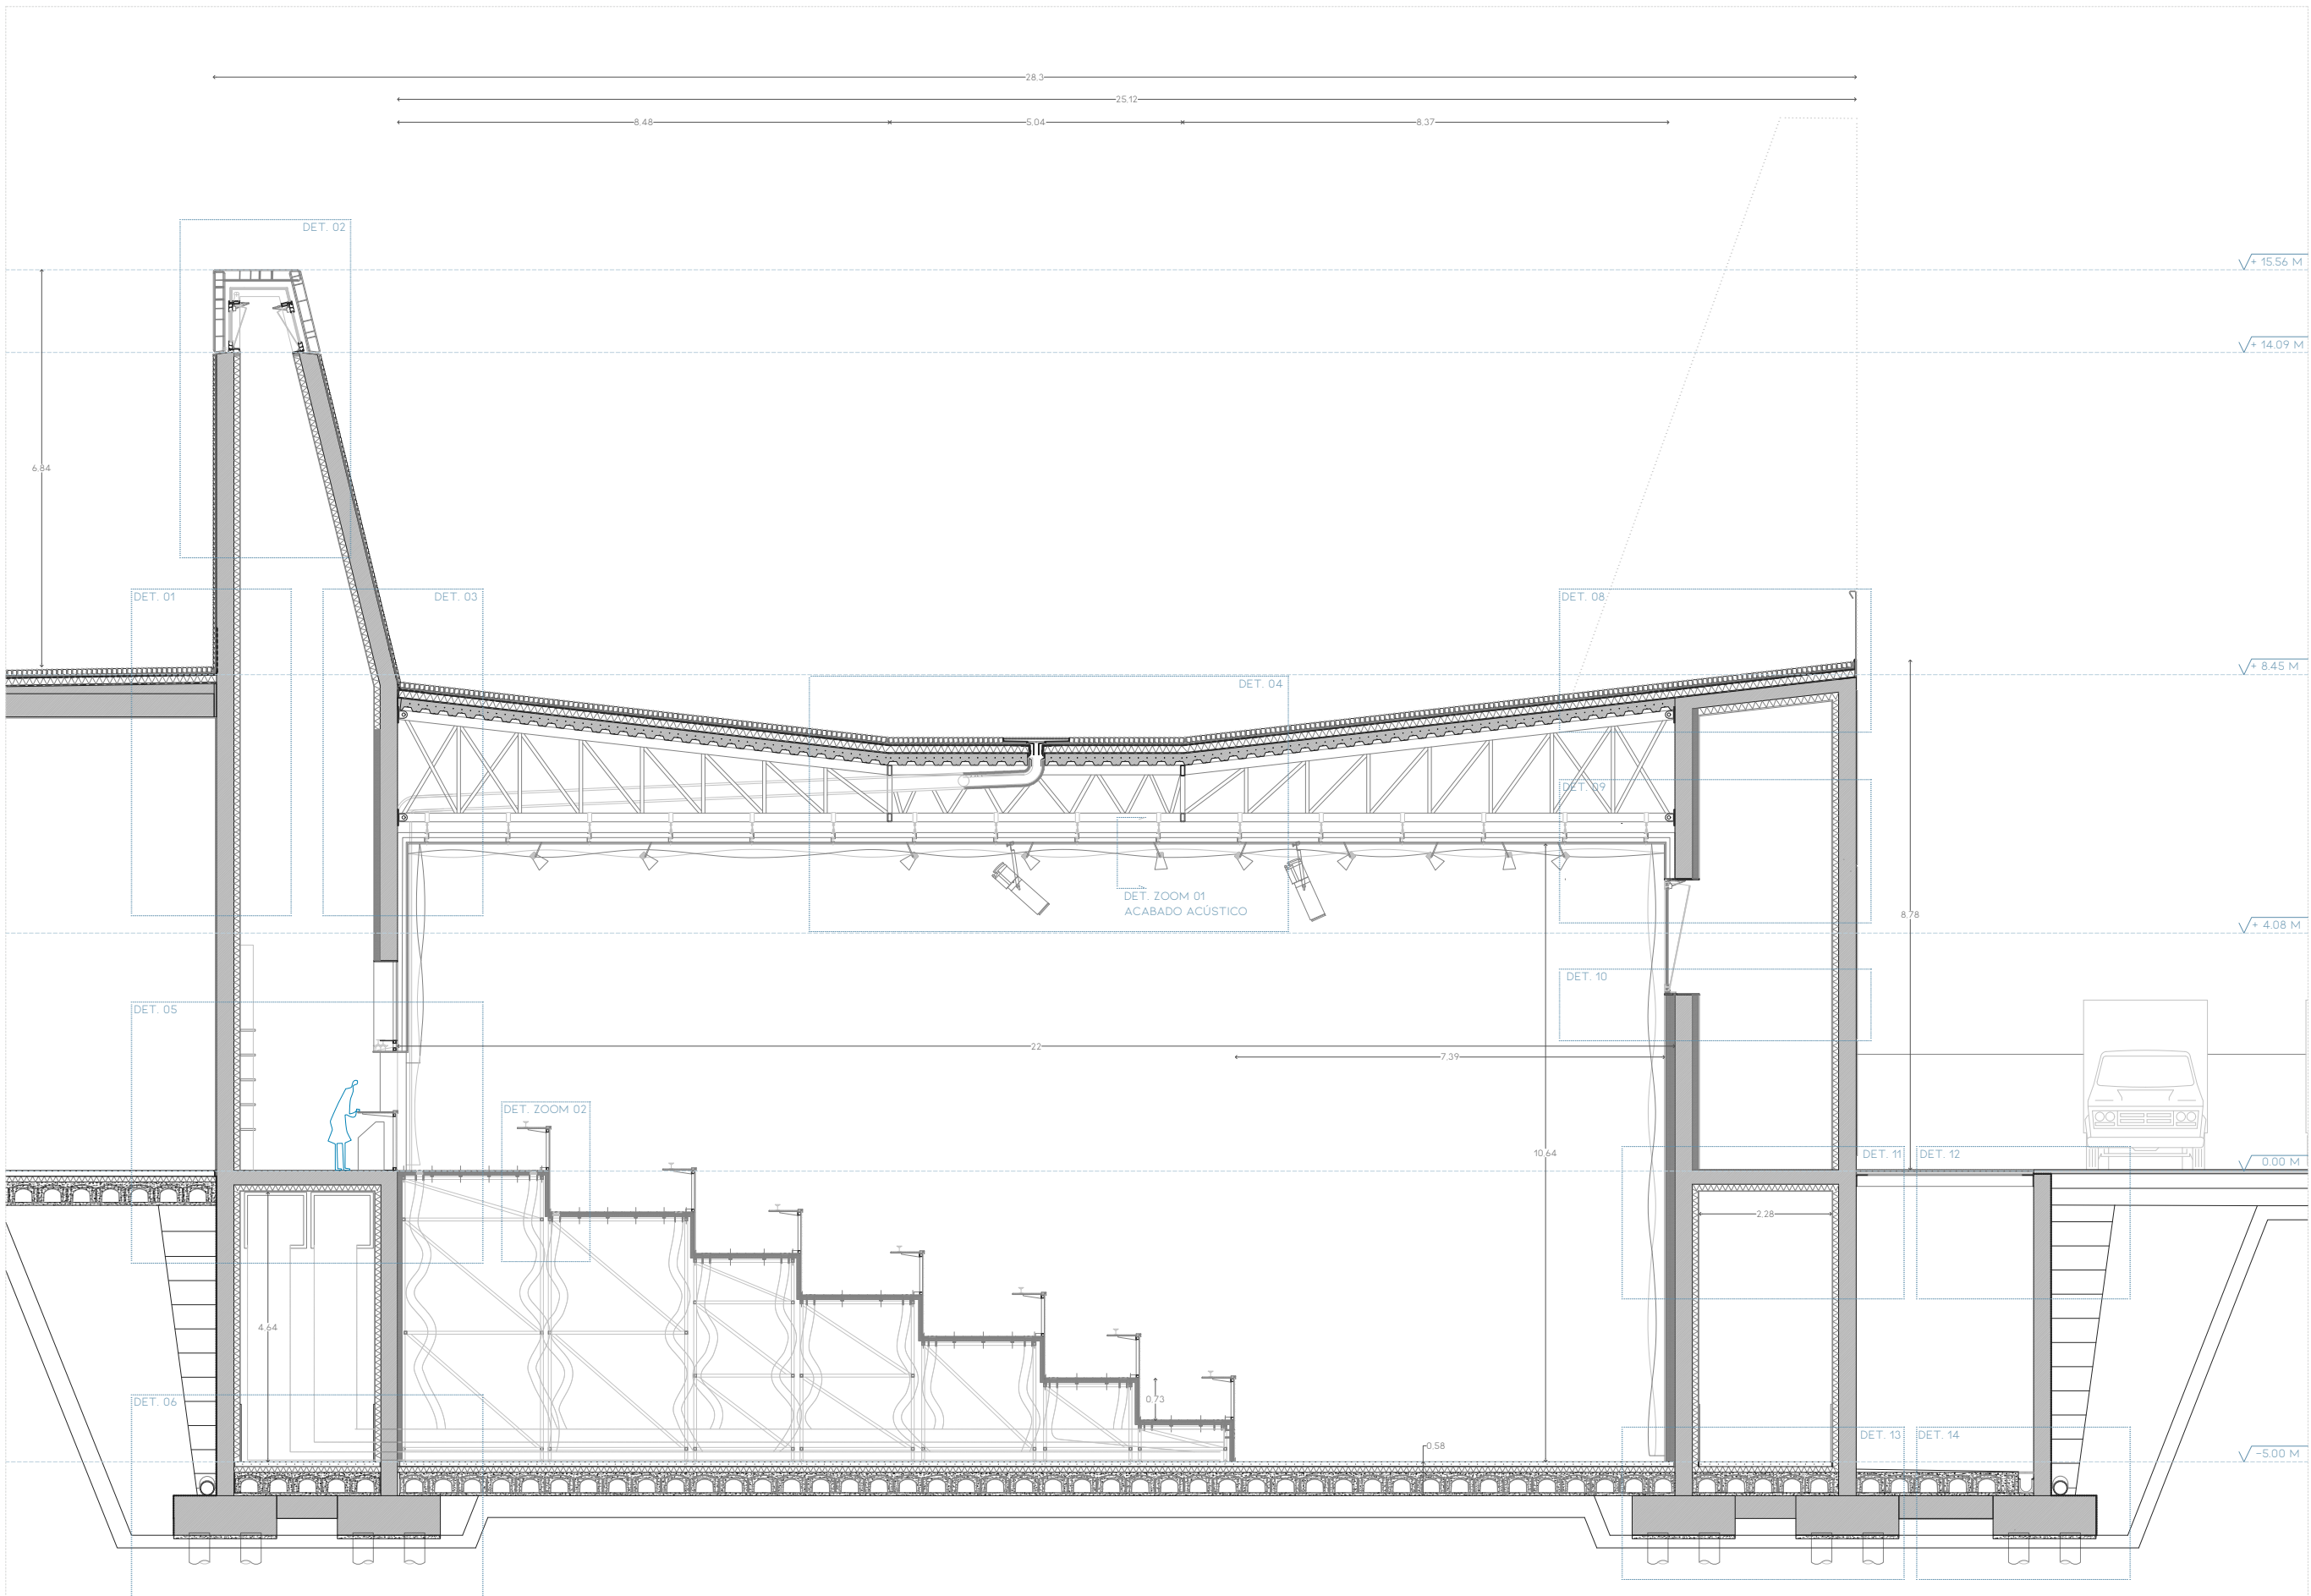 28.3
25.12
8.48
5.04
8.37
DET. 02
+ 15.56 M
+ 14.09 M
6.84
DET. 01
DET. 03
DET. 08
+ 8.45 M
DET. 04
DET. 09
DET. ZOOM 01
ACABADO ACÚSTICO
8.78
+ 4.08 M
DET. 10
DET. 05
22
7.39
DET. ZOOM 02
10.64
DET. 11
DET. 12
0.00 M
2.28
4.64
0.73
DET. 06
0.58
DET. 13
DET. 14
-5.00 M